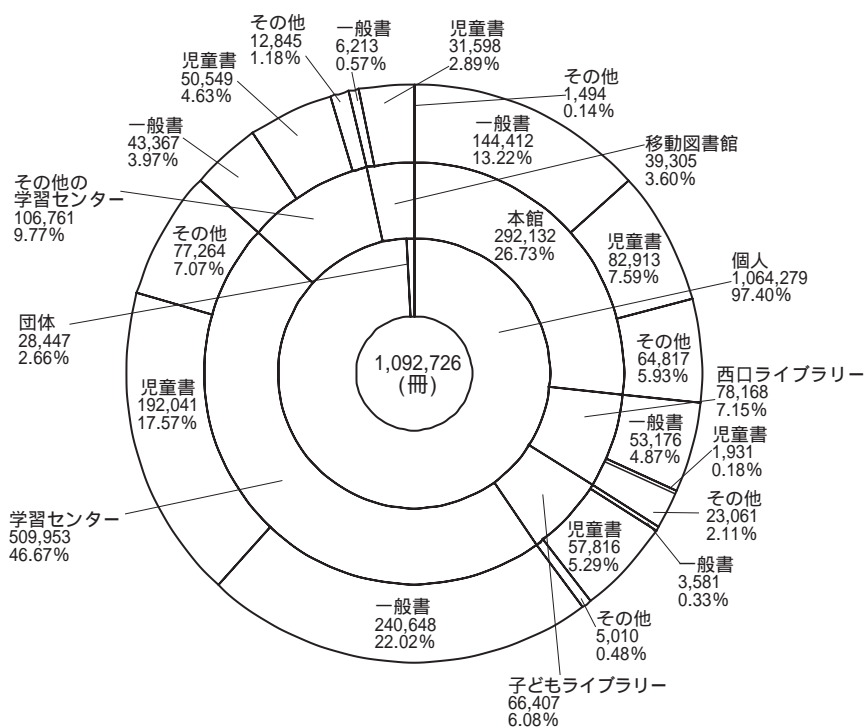 その他
12,845
1.18%
一般書
6,213
0.57%
児童書
31,598
2.89%
児童書
50,549
4.63%
その他
1,494
0.14%
一般書
43,367
3.97%
一般書
144,412
13.22%
移動図書館
39,305
3.60%
その他の
学習センター
106,761
9.77%
その他
77,264
7.07%
本館
292,132
26.73%
児童書
82,913
7.59%
個人
1,064,279
97.40%
団体
28,447
2.66%
1,092,726
(冊)
その他
64,817
5.93%
西口ライブラリー
78,168
7.15%
児童書
192,041
17.57%
一般書
53,176
4.87%
児童書
1,931
0.18%
その他
23,061
2.11%
学習センター
509,953
46.67%
児童書
57,816
5.29%
一般書
3,581
0.33%
一般書
240,648
22.02%
その他
5,010
0.48%
子どもライブラリー
66,407
6.08%